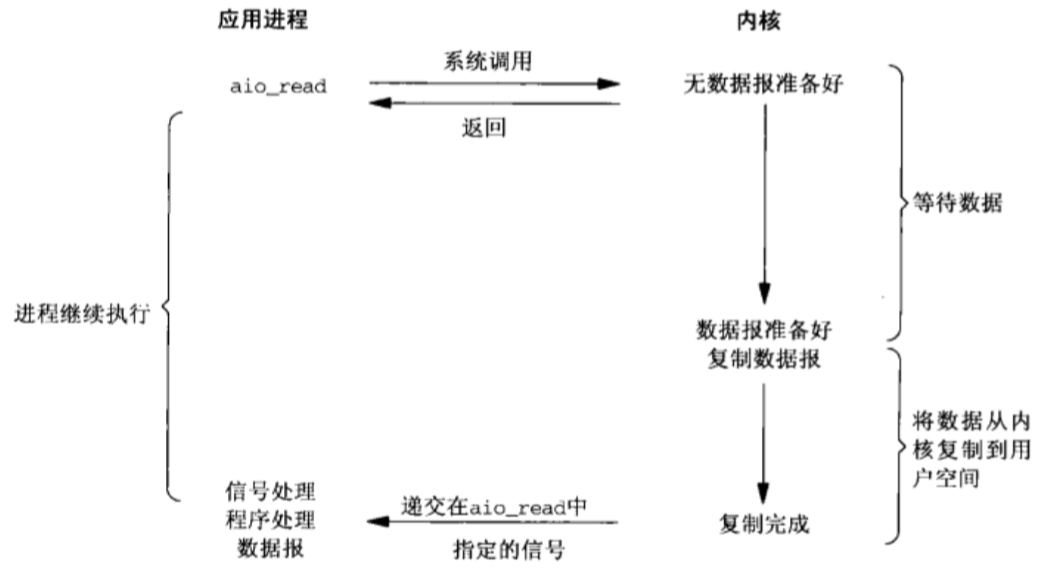 应用进程
内核
系统调用
aio_read
无数据报准备好
返回
等待数据
进程继续执行
数据报准备好
复制数据报
将数据从内
核复制到用
户空间
信号处理
程序处理
数据报
递交在aio_read中
指定的信号
复制完成